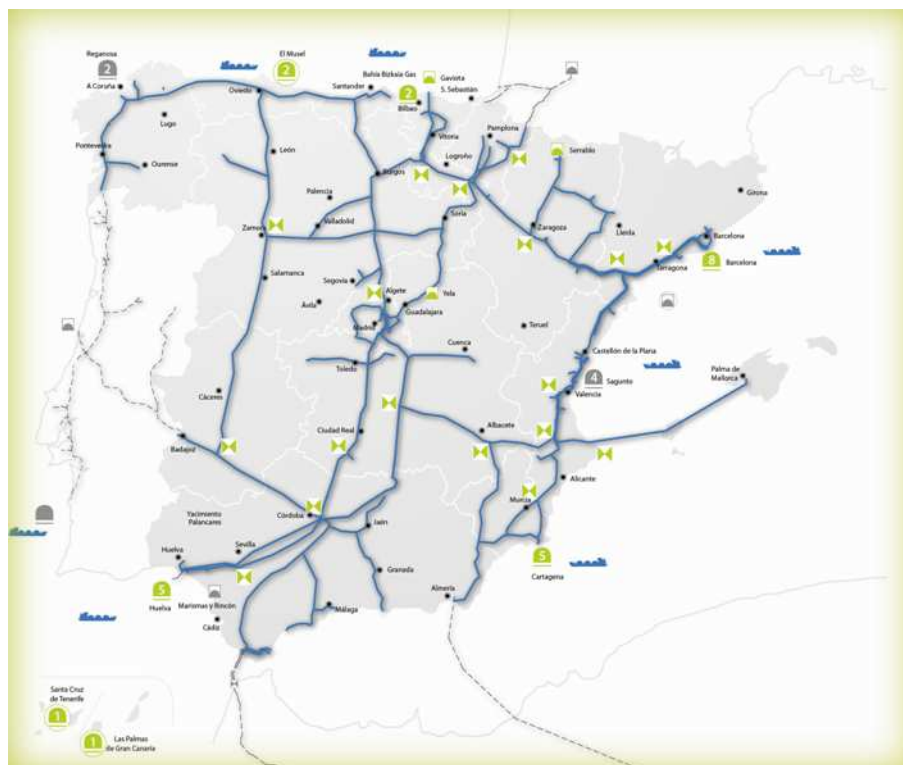 Reganosa
2
A Coruña
El Musel
2
Oviedo
Santander
Bahía Bizkaia Gas
2
Bilbao
Gaviota
S. Sebastián
Lugo
Pontevedra
Ourense
León
Vitoria
Pamplona
Logroño
Burgos
Serrablo
Girona
Palencia
Valladolid
Zamora
Soria
Zaragoza
Lleida
Barcelona
8
Barcelona
Tarragona
Salamanca
Segovia
Ávila
Algete
Guadalajara
Yela
Madrid
Teruel
Cuenca
Toledo
Castellón de la Plana
4
Sagunto
Valencia
Palma de
Mallorca
Cáceres
Badajoz
Ciudad Real
Albacete
Alicante
Murcia
Yacimiento
Palancares
Córdoba
Jaén
Huelva
Sevilla
5
Huelva
Granada
Almería
5
Cartagena
Marismas y Rincón
Cádiz
Málaga
Santa Cruz
de Tenerife
1
1
Las Palmas
de Gran Canaria